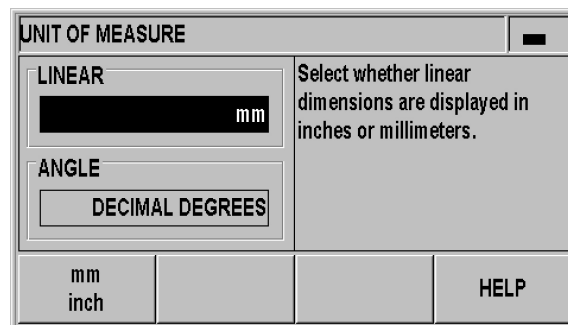 UNIT OF MEASURE
LINEAR
mm
ANGLE
DECIMAL DEGREES
Select whether linear
dimensions are displayed in
inches or millimeters.
mm
inch
HELP